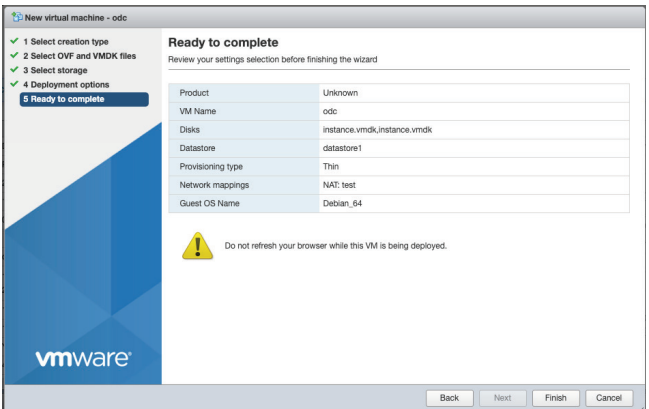 New virtual machine - odc
1 Select creation type
2 Select OVF and VMDK files
3 Select storage
4 Deployment options
5 Ready to complete
Ready to complete
Review your settings selection before finishing the wizard
Product Unknown
VM Name odc
Disks instance.vmdk,instance.vmdk
Datastore datastore1
Provisioning type Thin
Network mappings NAT: test
Guest OS Name Debian_64
Do not refresh your browser while this VM is being deployed.
vmware®
Back Next Finish Cancel